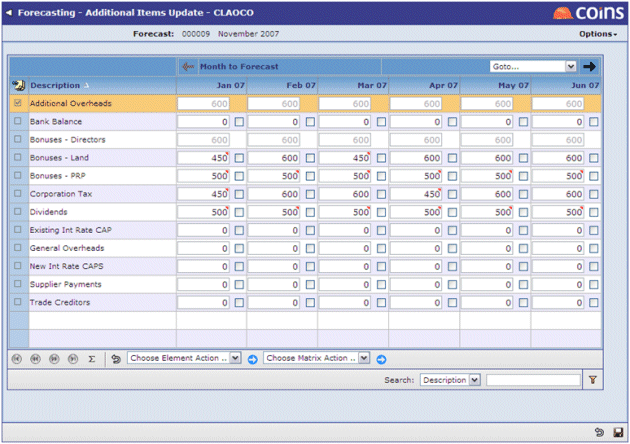 Forecasting - Additional Items Update - CLAOCO COINS
Forecast: 000009 November 2007 Options
Month to Forecast Goto...
Description Jan 07 Feb 07 Mar 07 Apr 07 May 07 Jun 07
Additional Overheads 600 600 600 600 600 600
Bank Balance 0 0 0 0 0 0
Bonuses - Directors 600 600 600 600 600 600
Bonuses - Land 450 600 450 600 600 600
Bonuses - PRP 500 500 500 500 500 500
Corporation Tax 450 600 600 450 600 600
Dividends 500 500 500 500 500 500
Existing Int Rate CAP 0 0 0 0 0 0
General Overheads 0 0 0 0 0 0
New Int Rate CAPS 0 0 0 0 0 0
Supplier Payments 0 0 0 0 0 0
Trade Creditors 0 0 0 0 0 0
Σ Choose Element Action .. Choose Matrix Action ..
Search: Description